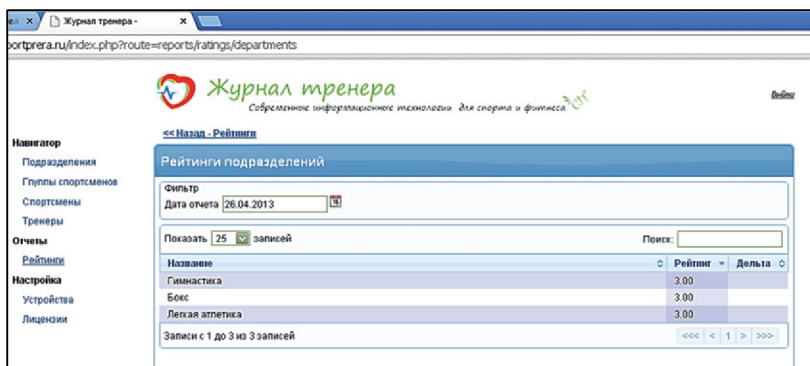 ва
Журнал тренера -
portprera.ru/index.php?route=reports/ratings/departments
Журнал тренера
Современные информационные технологии для спорта и фитнеса
Выйти
<< Назад - Рейтинги
Навигатор
Подразделения
Группы спортсменов
Спортсмены
Тренеры
Отчеты
Рейтинги
Настройка
Устройства
Лицензии
Рейтинги подразделений
Фильтр
Дата отчета 26.04.2013
Показать 25 записей Поиск:
Название Рейтинг Дельта
Гимнастика 3.00
Бокс 3.00
Легкая атлетика 3.00
Записи с 1 до 3 из 3 записей <<< < 1 > >>>